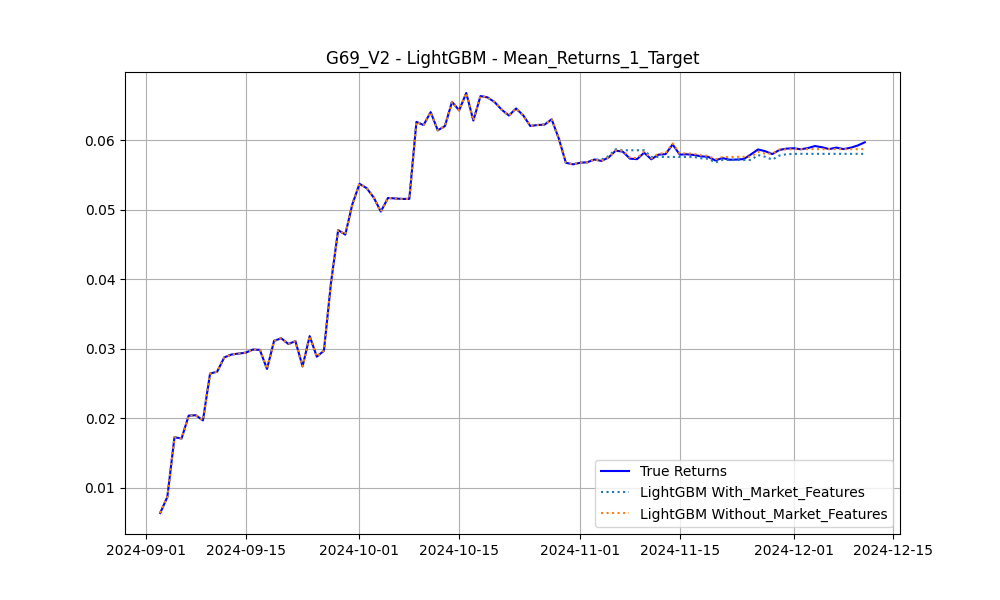 G69_V2 - LightGBM - Mean_Returns_1_Target
0.06
0.05
0.04
0.03
0.02
0.01
True Returns
LightGBM With_Market_Features
LightGBM Without_Market_Features
2024-09-01 2024-09-15 2024-10-01 2024-10-15 2024-11-01 2024-11-15 2024-12-01 2024-12-15